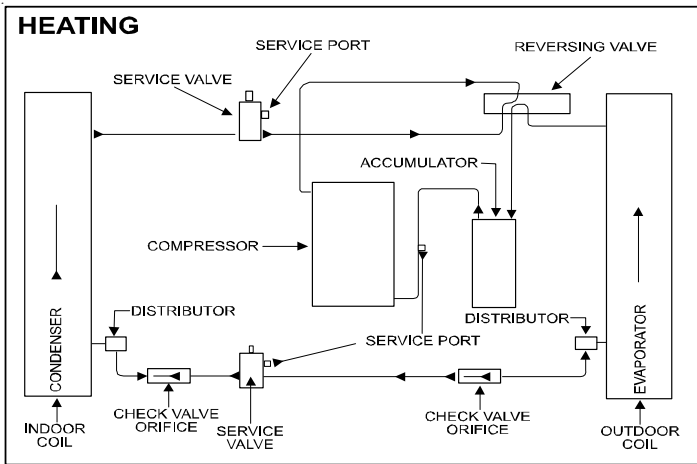 HEATING
SERVICE PORT
REVERSING VALVE
SERVICE VALVE
ACCUMULATOR
COMPRESSOR
DISTRIBUTOR
DISTRIBUTOR
CONDENSER
EVAPORATOR
SERVICE PORT
INDOOR
COIL
CHECK VALVE
ORIFICE
SERVICE
VALVE
CHECK VALVE
ORIFICE
OUTDOOR
COIL